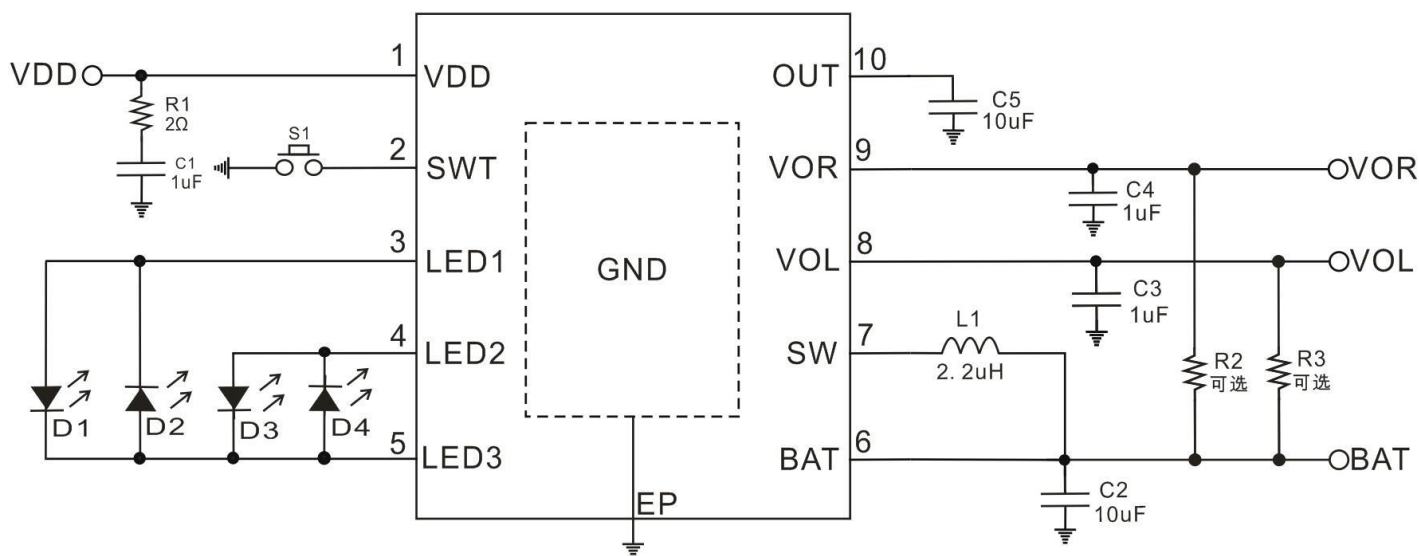 VDD
R1
2Ω
C1
1uF
S1
1
VDD
2
SWT
3
LED1
4
LED2
5
LED3
D1
D2
D3
D4
GND
EP
10
OUT
C5
10uF
9
VOR
C4
1uF
VOR
8
VOL
C3
1uF
VOL
7
SW
L1
2.2uH
R2
可选
R3
可选
6
BAT
C2
10uF
BAT